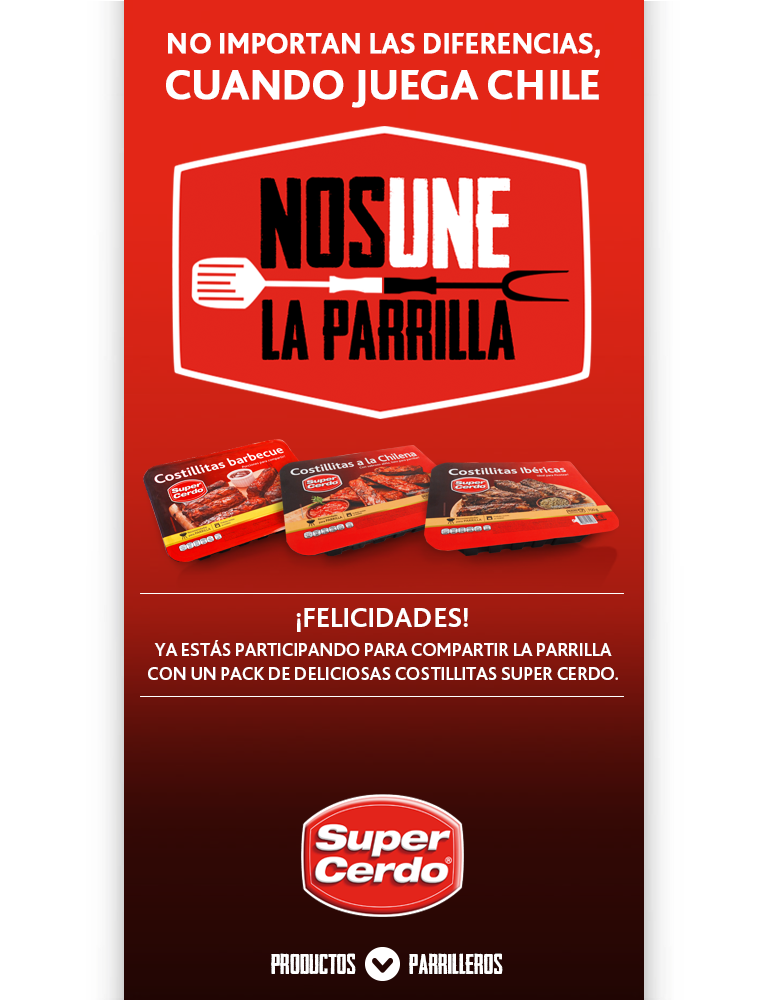 NO IMPORTAN LAS DIFERENCIAS,
CUANDO JUEGA CHILE
NOSUNE
LA PARRILLA
Costillitas barbecue
Super
Cerdo
Costillitas a la Chilena
Super
Cerdo
Costillitas Ibéricas
Super
Cerdo
¡FELICIDADES!
YA ESTÁS PARTICIPANDO PARA COMPARTIR LA PARRILLA
CON UN PACK DE DELICIOSAS COSTILLITAS SUPER CERDO.
Super
Cerdo®
PRODUCTOS PARRILLEROS